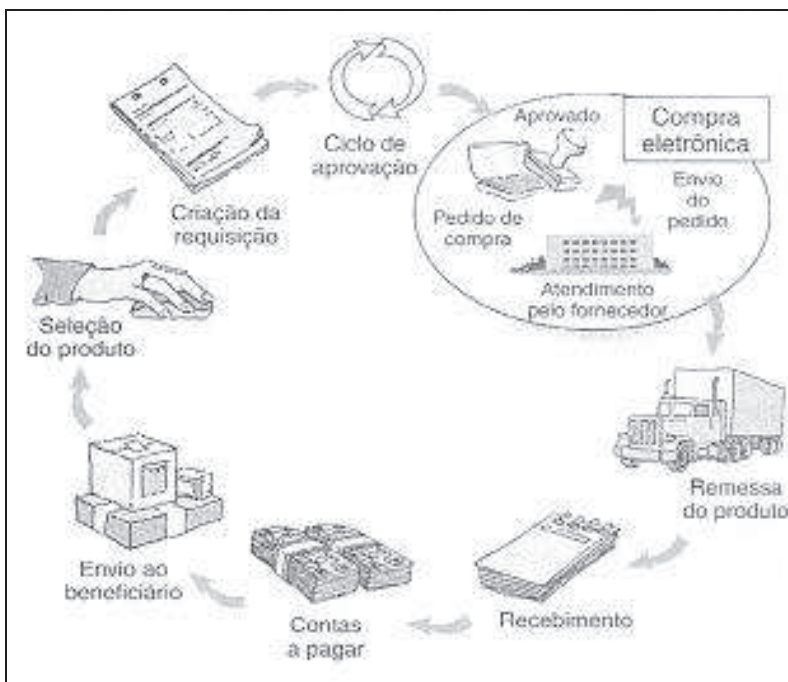 Criação da
requisição
Ciclo de
aprovação
Compra
eletrônica
Aprovado
Pedido de
compra
Envio
do
pedido
Atendimento
pelo fornecedor
Remessa
do produto
Recebimento
Contas
a pagar
Envio ao
beneficiário
Seleção
do produto